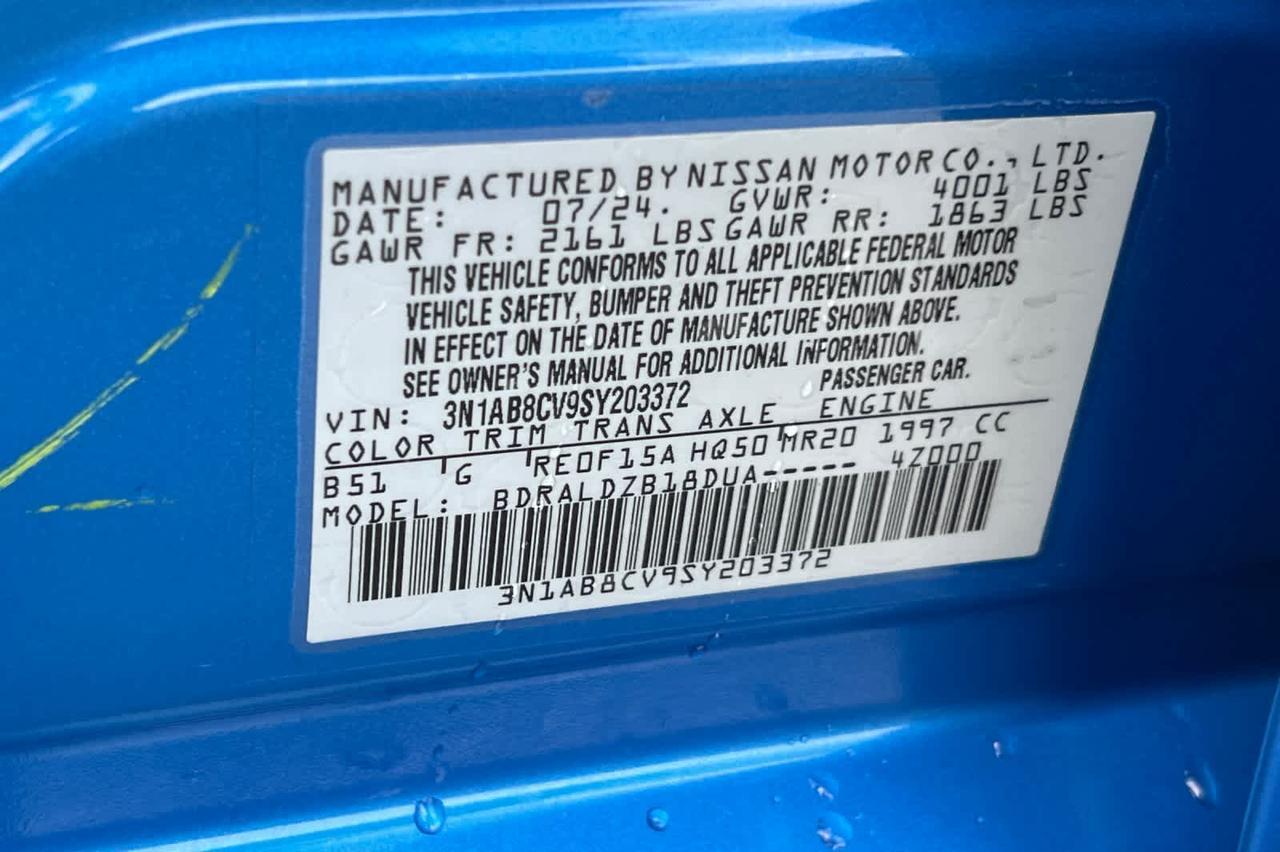 MANUFACTURED BY NISSAN MOTOR CO., LTD.
DATE: 07/24. GVWR: 4001 LBS
GAWR FR: 2161 LBS GAWR RR: 1863 LBS
THIS VEHICLE CONFORMS TO ALL APPLICABLE FEDERAL MOTOR
VEHICLE SAFETY, BUMPER AND THEFT PREVENTION STANDARDS
IN EFFECT ON THE DATE OF MANUFACTURE SHOWN ABOVE.
SEE OWNER'S MANUAL FOR ADDITIONAL INFORMATION.
VIN: 3N1AB8CV9SY203372 PASSENGER CAR.
COLOR TRIM TRANS AXLE ENGINE
B51 G RE0F15A HQ50 MR20 1997 CC
MODEL: BDRALDZB18DUA----- 4Z000
3N1AB8CV9SY203372